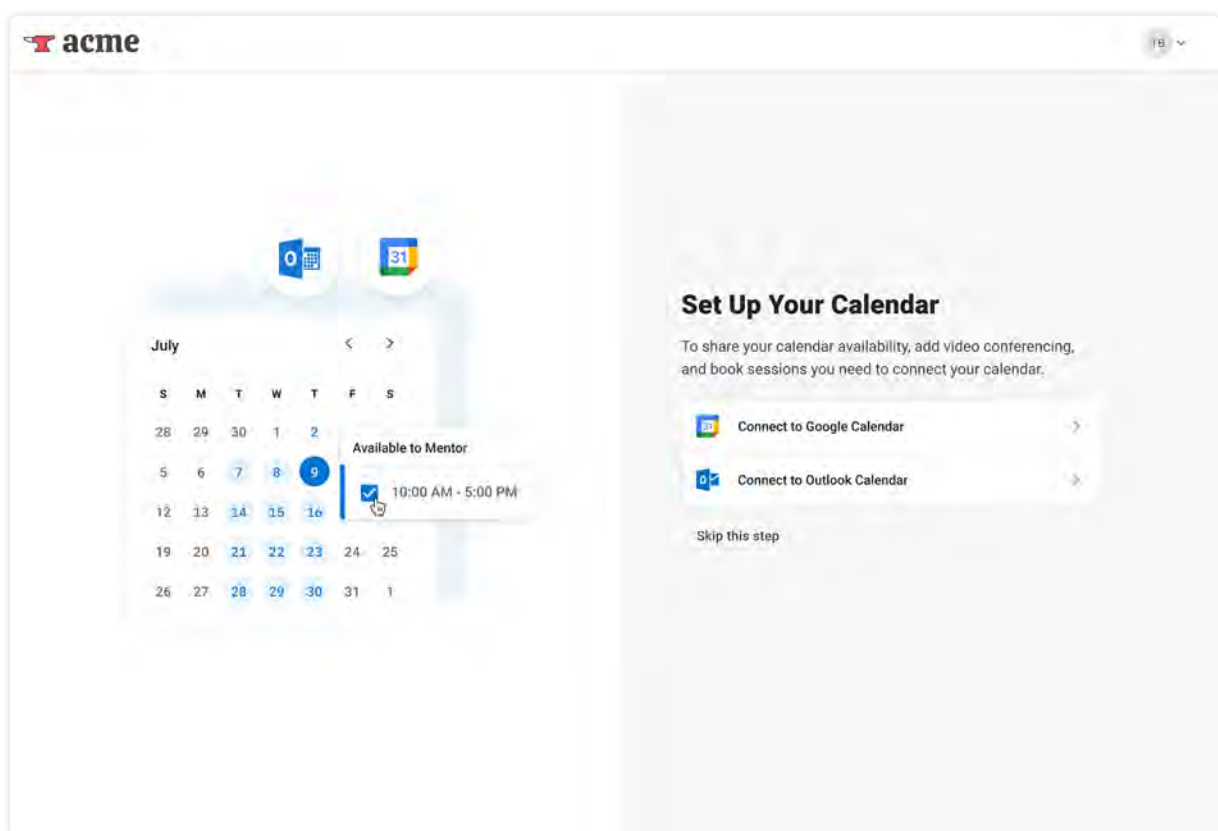 acme
TB
31
July
S M T W T F S
28 29 30 1 2
Available to Mentor
5 6 7 8 9
10:00 AM - 5:00 PM
12 13 14 15 16
19 20 21 22 23 24 25
26 27 28 29 30 31 1
Set Up Your Calendar
To share your calendar availability, add video conferencing,
and book sessions you need to connect your calendar.
31 Connect to Google Calendar
Connect to Outlook Calendar
Skip this step